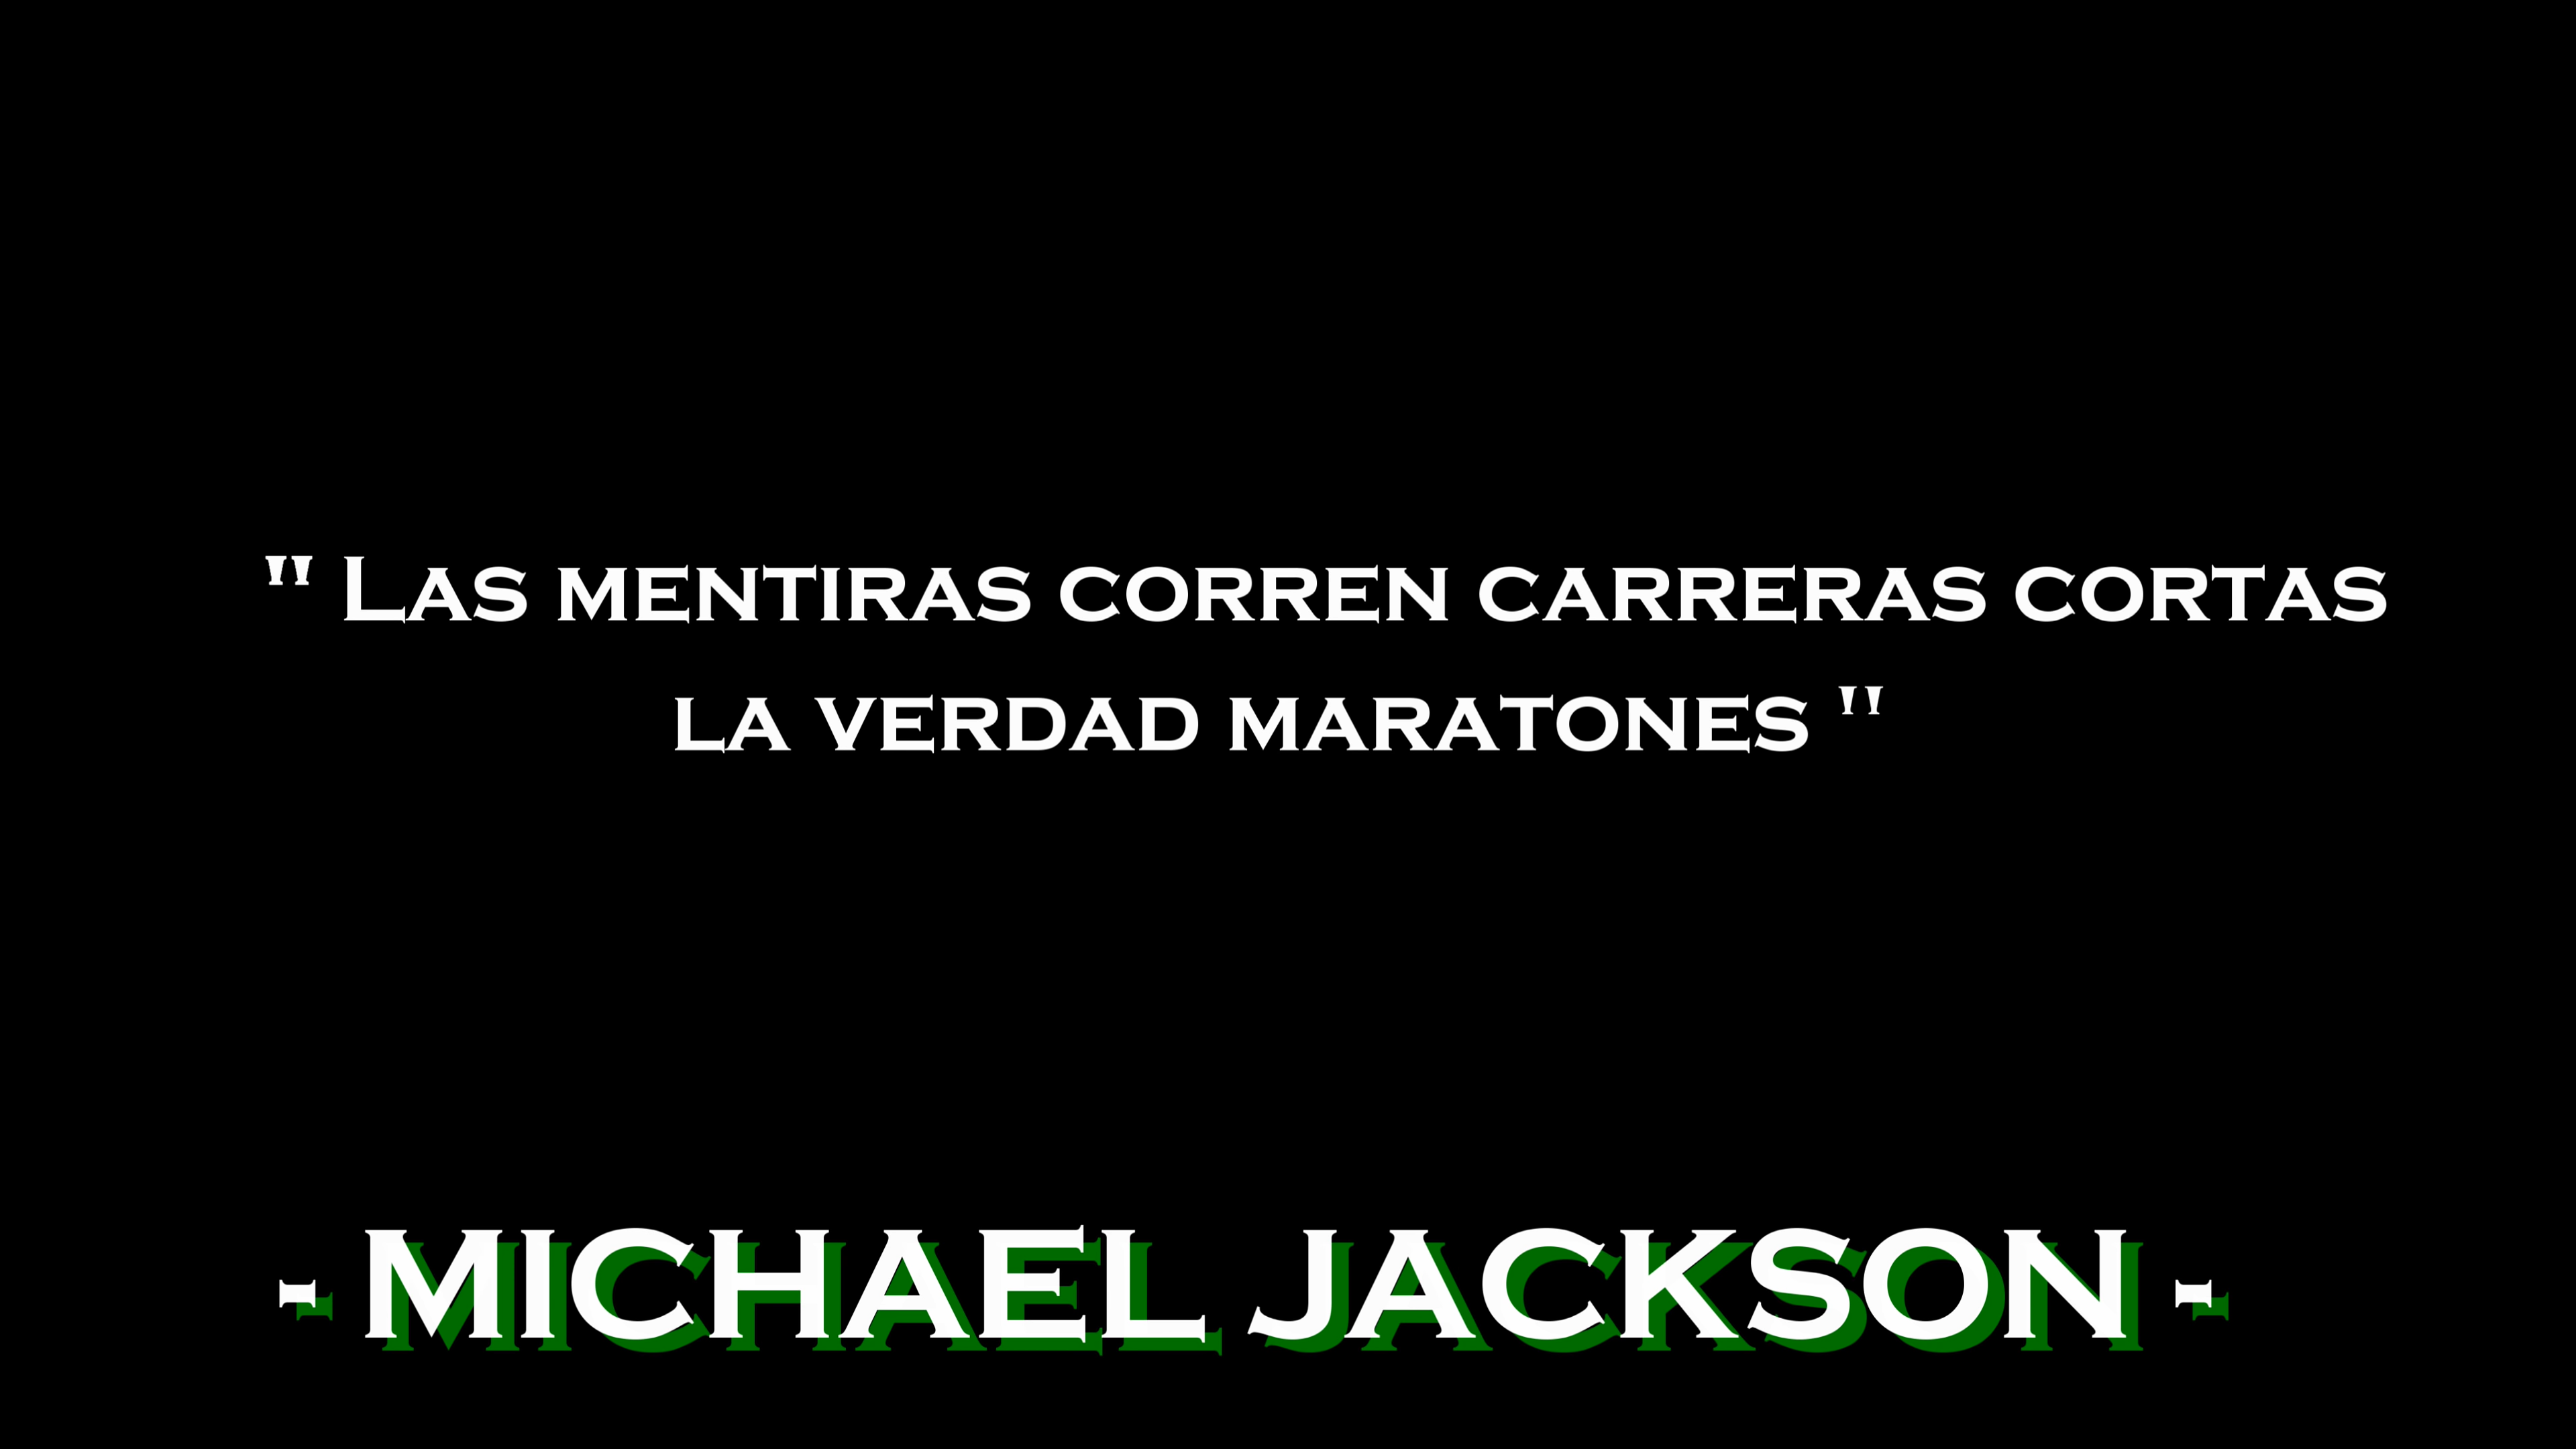 " Las mentiras corren carreras cortas
la verdad maratones "
- MICHAEL JACKSON -